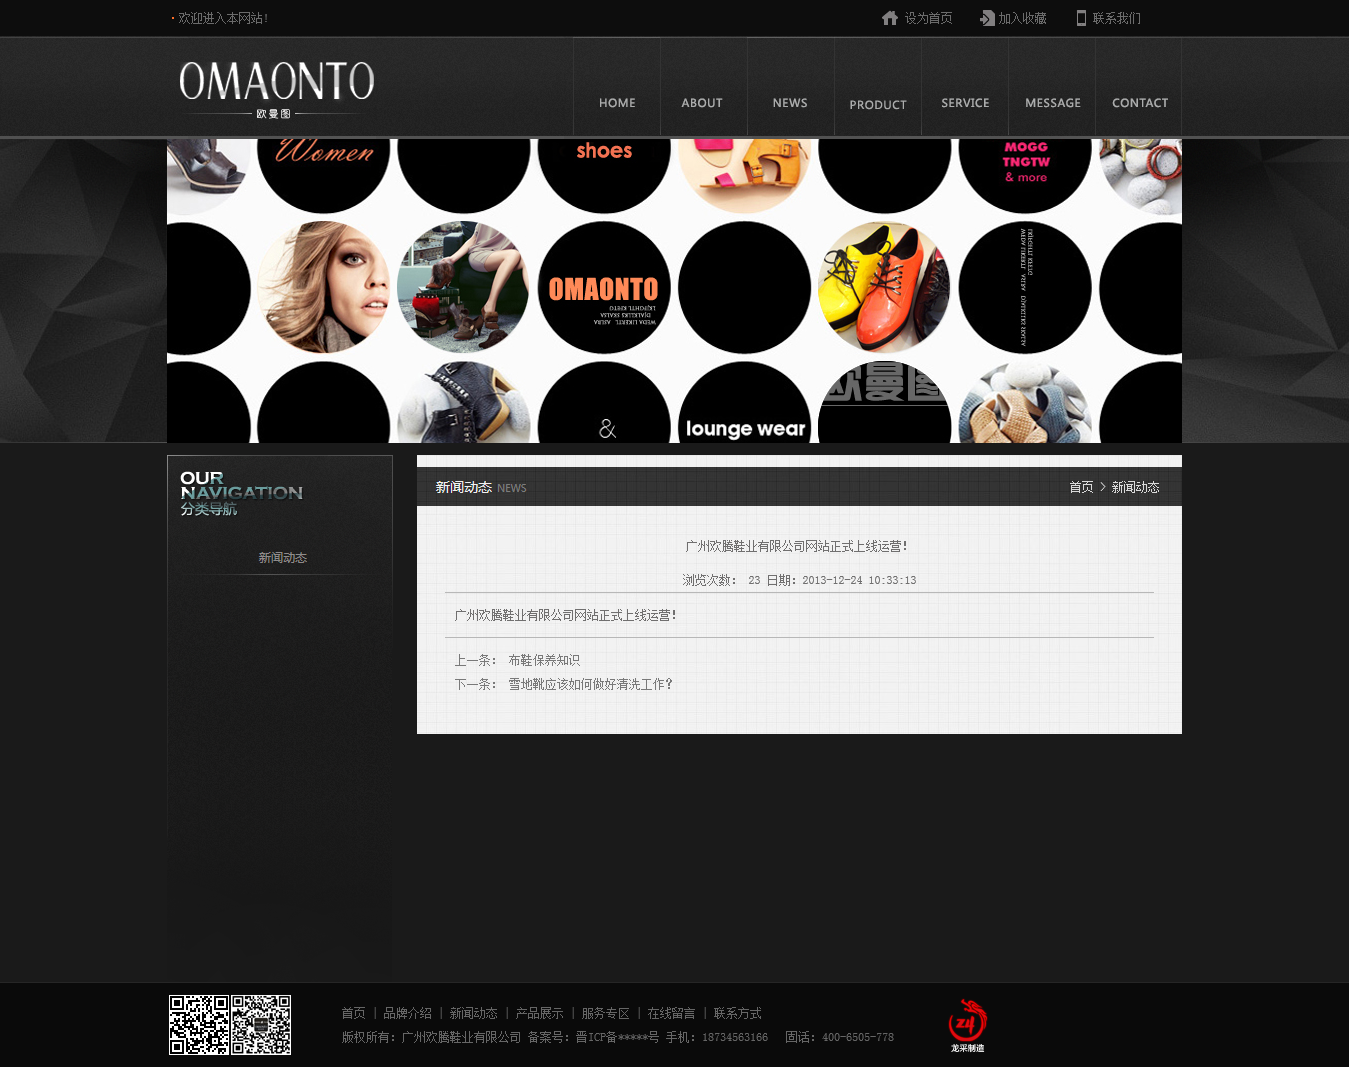 · 欢迎进入本网站!
设为首页 加入收藏 联系我们
OMAONTO
欧曼图
HOME ABOUT NEWS PRODUCT SERVICE MESSAGE CONTACT
Women
shoes
MOGG
TNGTW
& more
OMAONTO
欧曼图
&
lounge wear
OUR
NAVIGATION
分类导航
新闻动态
新闻动态 NEWS
首页 > 新闻动态
广州欢腾鞋业有限公司网站正式上线运营!
浏览次数: 23 日期: 2013-12-24 10:33:13
广州欢腾鞋业有限公司网站正式上线运营!
上一条: 布鞋保养知识
下一条: 雪地靴应该如何做好清洗工作?
首页 | 品牌介绍 | 新闻动态 | 产品展示 | 服务专区 | 在线留言 | 联系方式
版权所有: 广州欢腾鞋业有限公司 备案号: 晋ICP备*****号 手机: 18734563166 固话: 400-6505-778
龙采制造